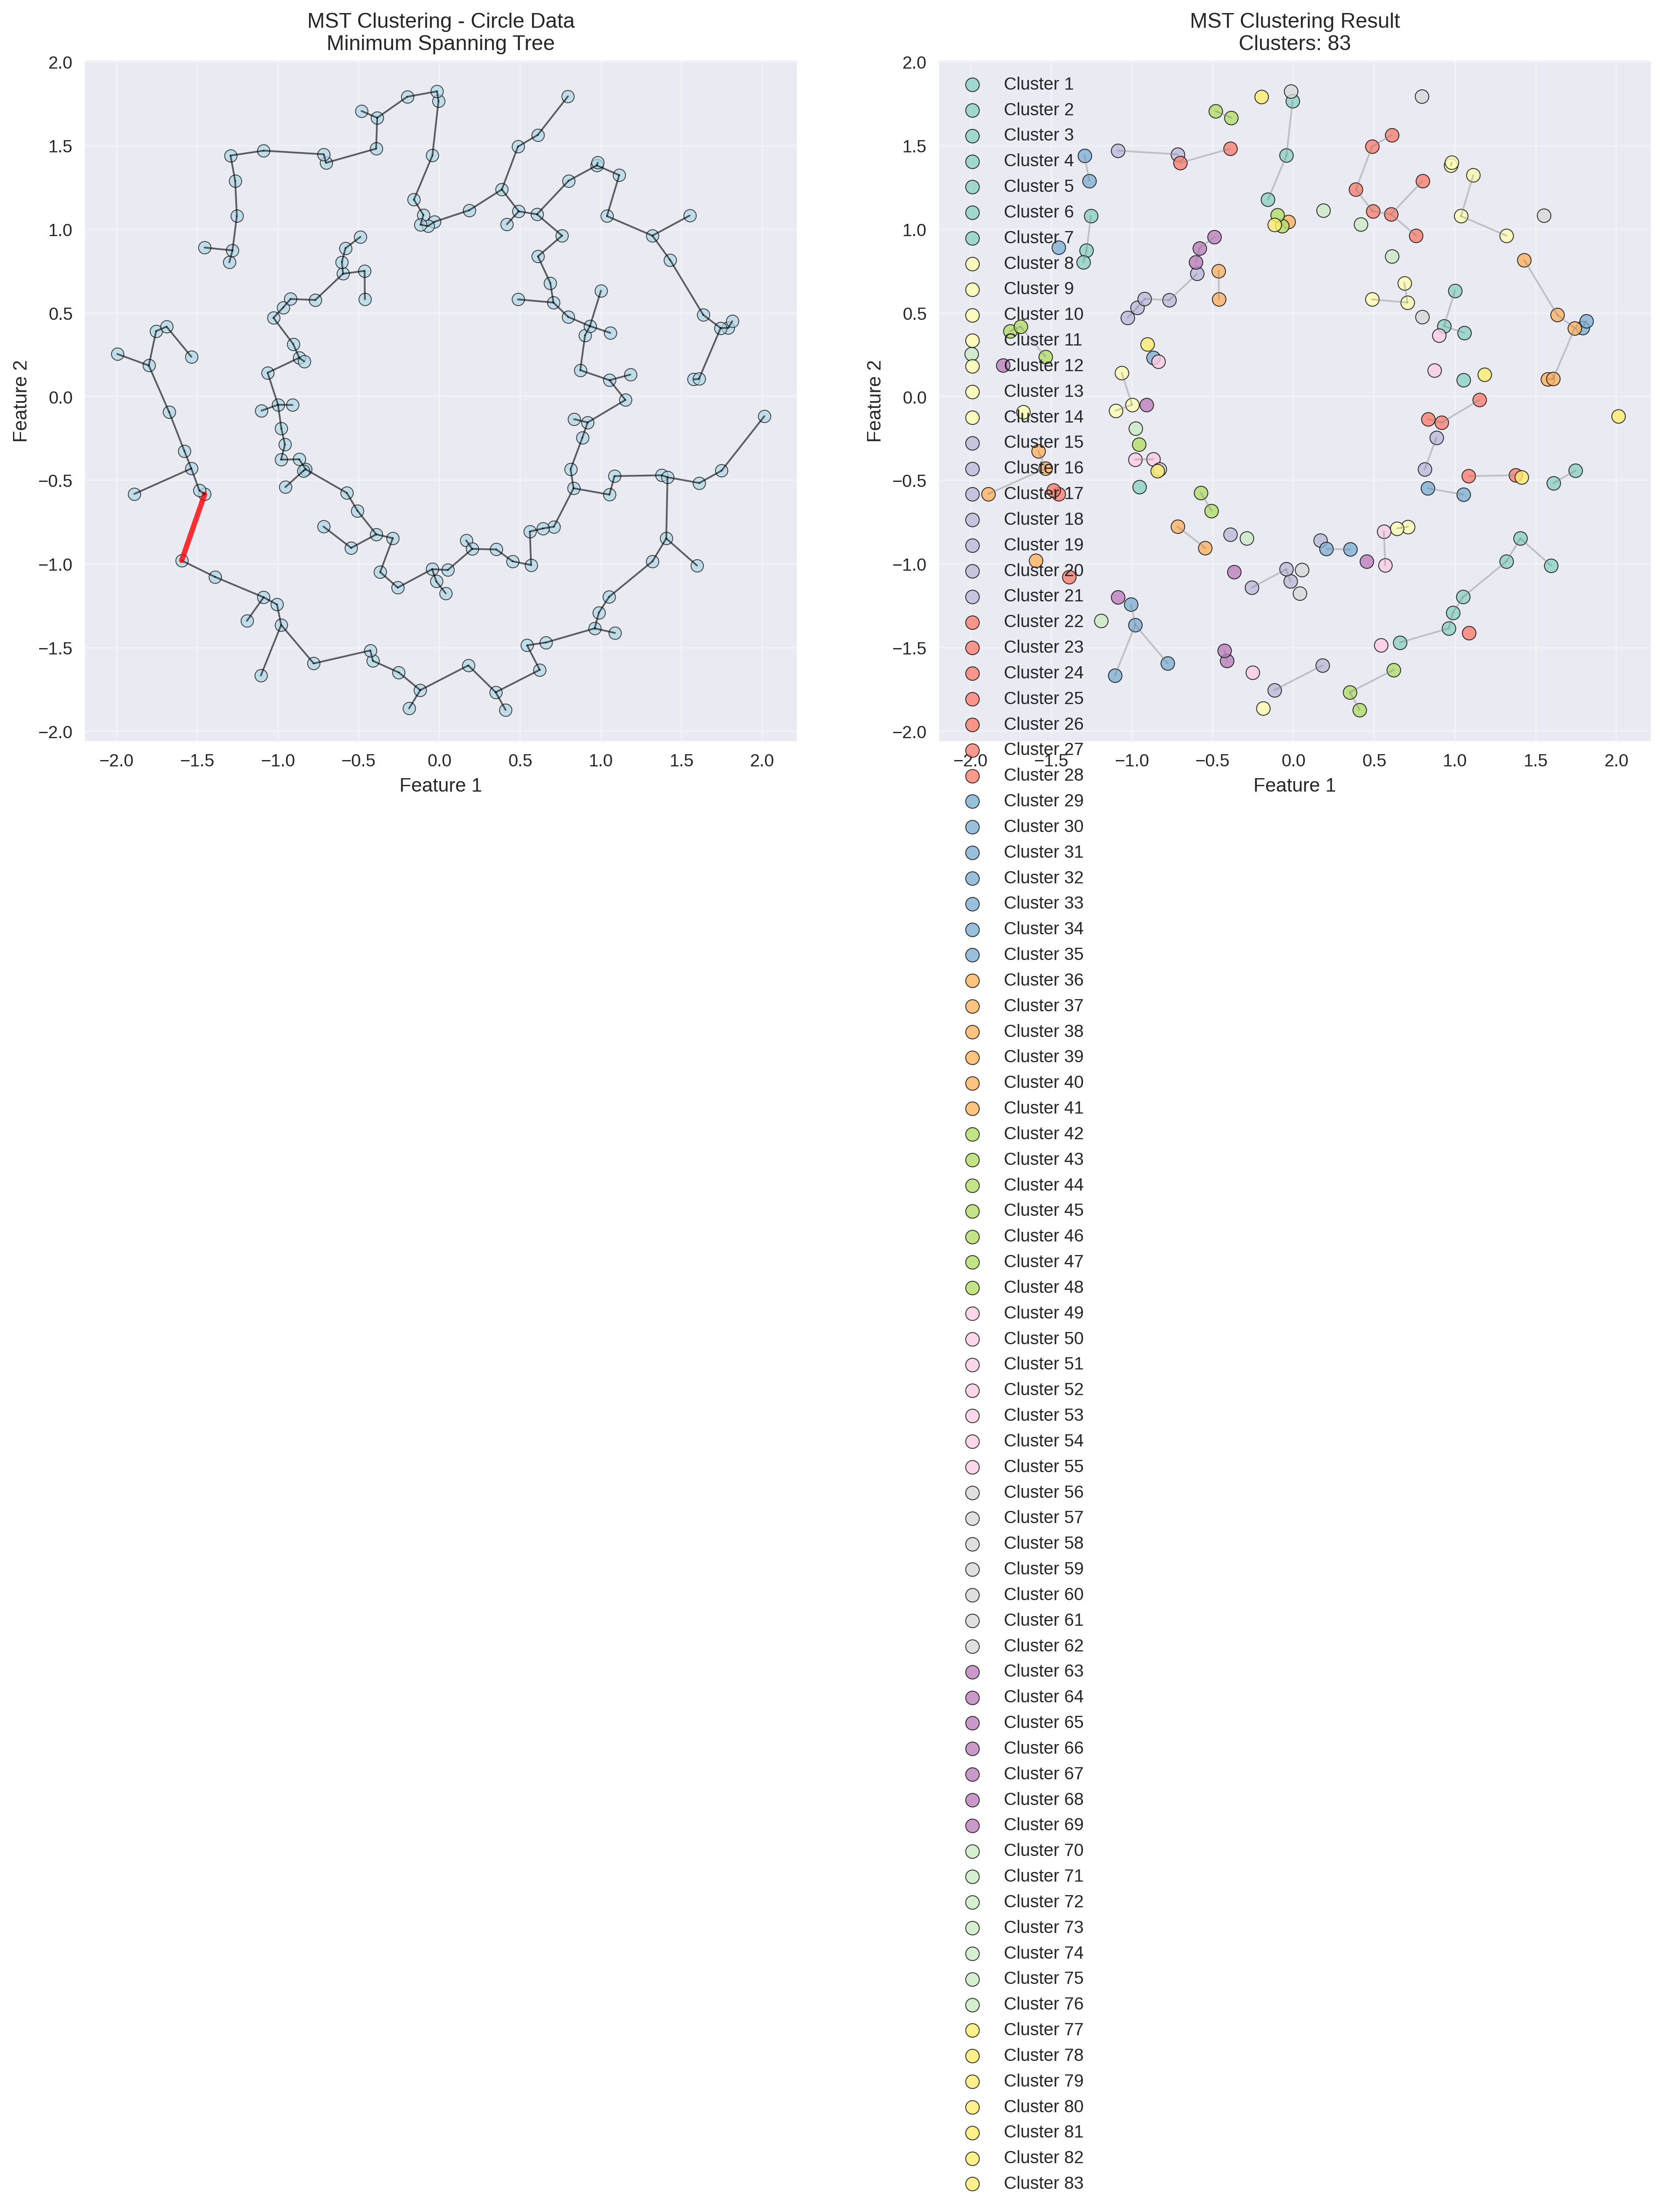 MST Clustering - Circle Data
Minimum Spanning Tree
2.0
1.5
1.0
0.5
0.0
−0.5
−1.0
−1.5
−2.0
Feature 2
−2.0 −1.5 −1.0 −0.5 0.0 0.5 1.0 1.5 2.0
Feature 1
MST Clustering Result
Clusters: 83
2.0
1.5
1.0
0.5
0.0
−0.5
−1.0
−1.5
−2.0
Feature 2
−2.0 −1.5 −1.0 −0.5 0.0 0.5 1.0 1.5 2.0
Feature 1
Cluster 1
Cluster 2
Cluster 3
Cluster 4
Cluster 5
Cluster 6
Cluster 7
Cluster 8
Cluster 9
Cluster 10
Cluster 11
Cluster 12
Cluster 13
Cluster 14
Cluster 15
Cluster 16
Cluster 17
Cluster 18
Cluster 19
Cluster 20
Cluster 21
Cluster 22
Cluster 23
Cluster 24
Cluster 25
Cluster 26
Cluster 27
Cluster 28
Cluster 29
Cluster 30
Cluster 31
Cluster 32
Cluster 33
Cluster 34
Cluster 35
Cluster 36
Cluster 37
Cluster 38
Cluster 39
Cluster 40
Cluster 41
Cluster 42
Cluster 43
Cluster 44
Cluster 45
Cluster 46
Cluster 47
Cluster 48
Cluster 49
Cluster 50
Cluster 51
Cluster 52
Cluster 53
Cluster 54
Cluster 55
Cluster 56
Cluster 57
Cluster 58
Cluster 59
Cluster 60
Cluster 61
Cluster 62
Cluster 63
Cluster 64
Cluster 65
Cluster 66
Cluster 67
Cluster 68
Cluster 69
Cluster 70
Cluster 71
Cluster 72
Cluster 73
Cluster 74
Cluster 75
Cluster 76
Cluster 77
Cluster 78
Cluster 79
Cluster 80
Cluster 81
Cluster 82
Cluster 83